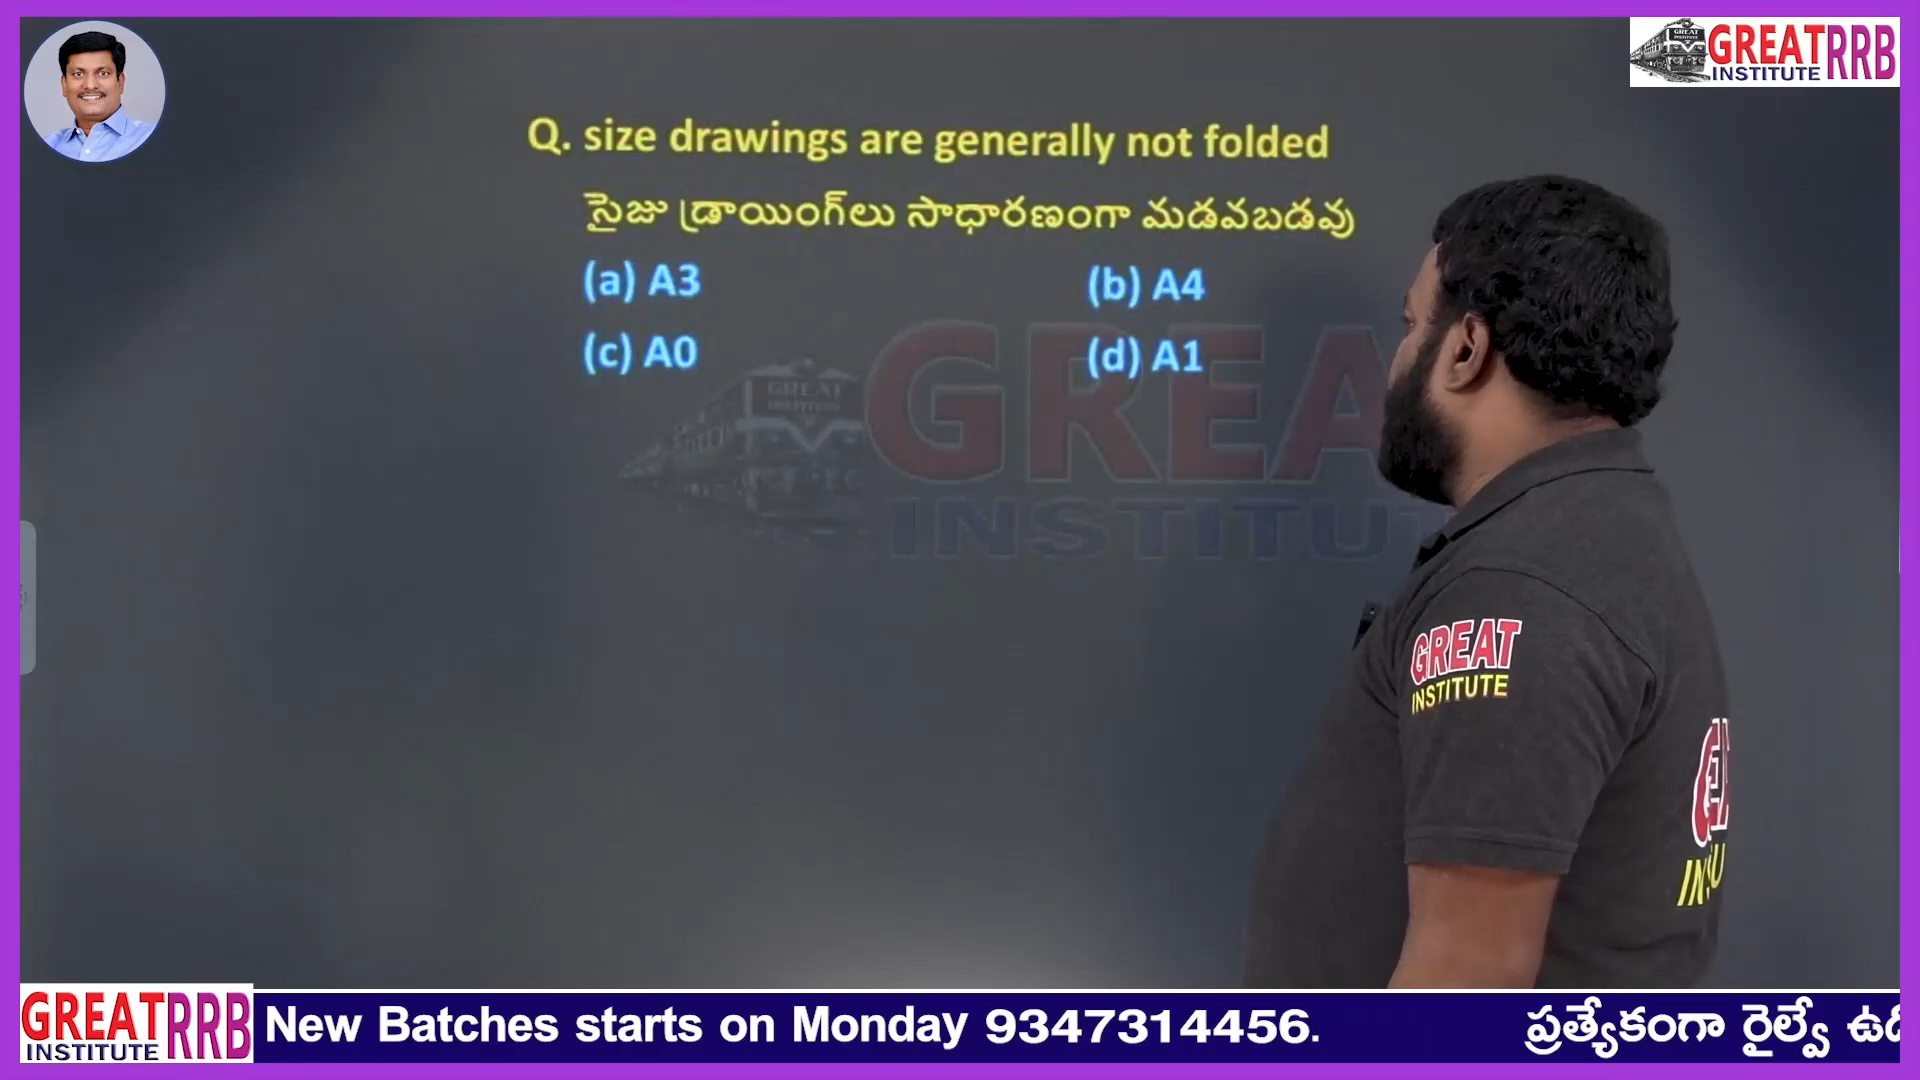 GREAT
INSTITUTE
RRB
Q. size drawings are generally not folded
సైజు డ్రాయింగ్‌లు సాధారణంగా మడవబడవు
(a) A3
(b) A4
(c) A0
(d) A1
GREAT
INSTITUTE
GREAT
INSTITUTE
GREAT
INSTITUTE
RRB
New Batches starts on Monday 9347314456.
ప్రత్యేకంగా రైల్వే